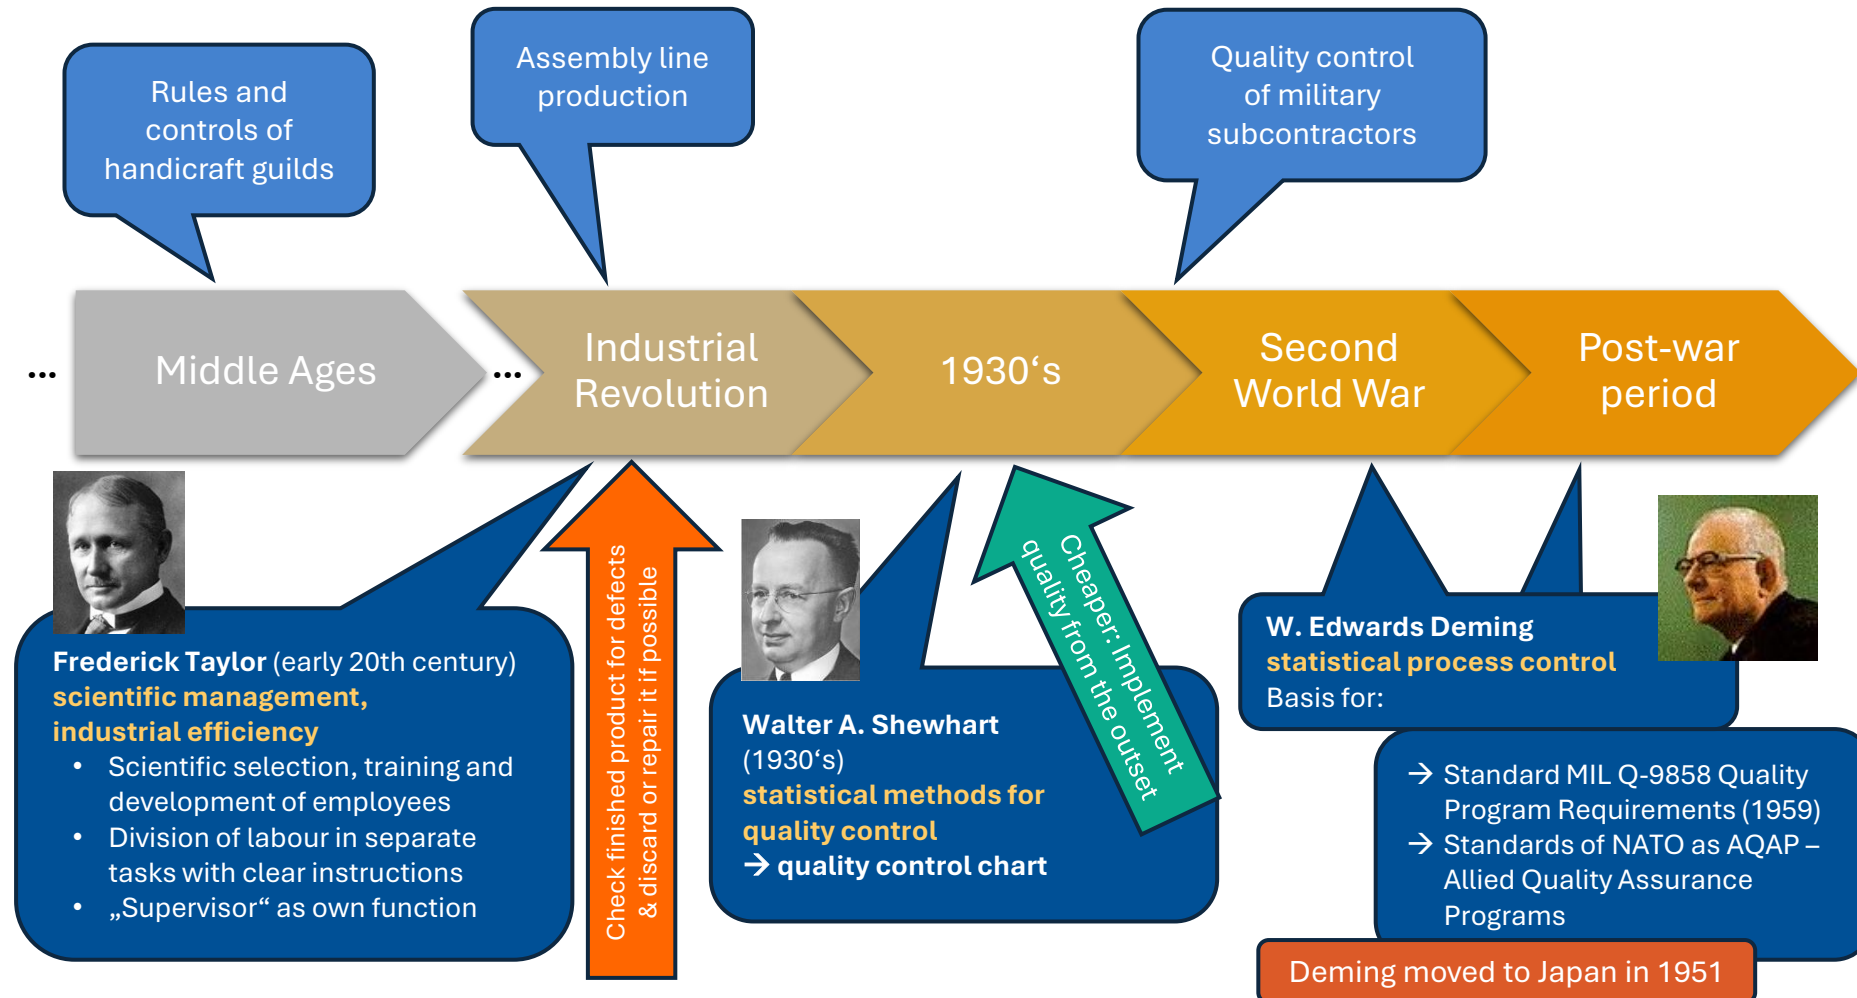 Rules and
controls of
handicraft guilds
Assembly line
production
Quality control
of military
subcontractors
...
Middle Ages
...
Industrial
Revolution
1930‘s
Second
World War
Post-war
period
Frederick Taylor (early 20th century)
scientific management,
industrial efficiency
• Scientific selection, training and
development of employees
• Division of labour in separate
tasks with clear instructions
• „Supervisor“ as own function
Check finished product for defects
& discard or repair it if possible
Walter A. Shewhart
(1930‘s)
statistical methods for
quality control
→ quality control chart
Cheaper: Implement
quality from the outset
W. Edwards Deming
statistical process control
Basis for:
→ Standard MIL Q-9858 Quality
Program Requirements (1959)
→ Standards of NATO as AQAP –
Allied Quality Assurance
Programs
Deming moved to Japan in 1951